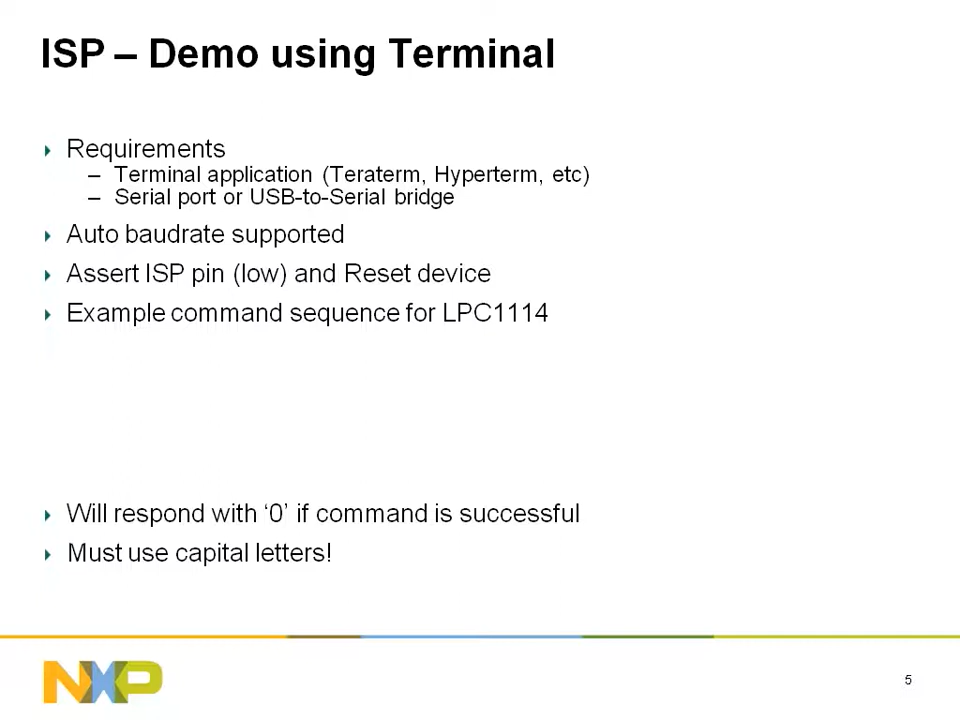 ISP – Demo using Terminal
Requirements
– Terminal application (Teraterm, Hyperterm, etc)
– Serial port or USB-to-Serial bridge
Auto baudrate supported
Assert ISP pin (low) and Reset device
Example command sequence for LPC1114
Will respond with ‘0’ if command is successful
Must use capital letters!
NXP
5